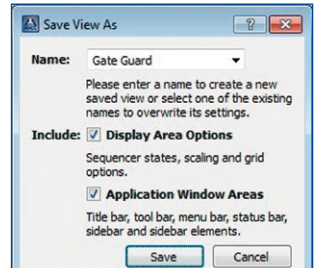 Save View As
Name: Gate Guard
Please enter a name to create a new
saved view or select one of the existing
names to overwrite its settings.
Include: Display Area Options
Sequencer states, scaling and grid
options.
Application Window Areas
Title bar, tool bar, menu bar, status bar,
sidebar and sidebar elements.
Save Cancel